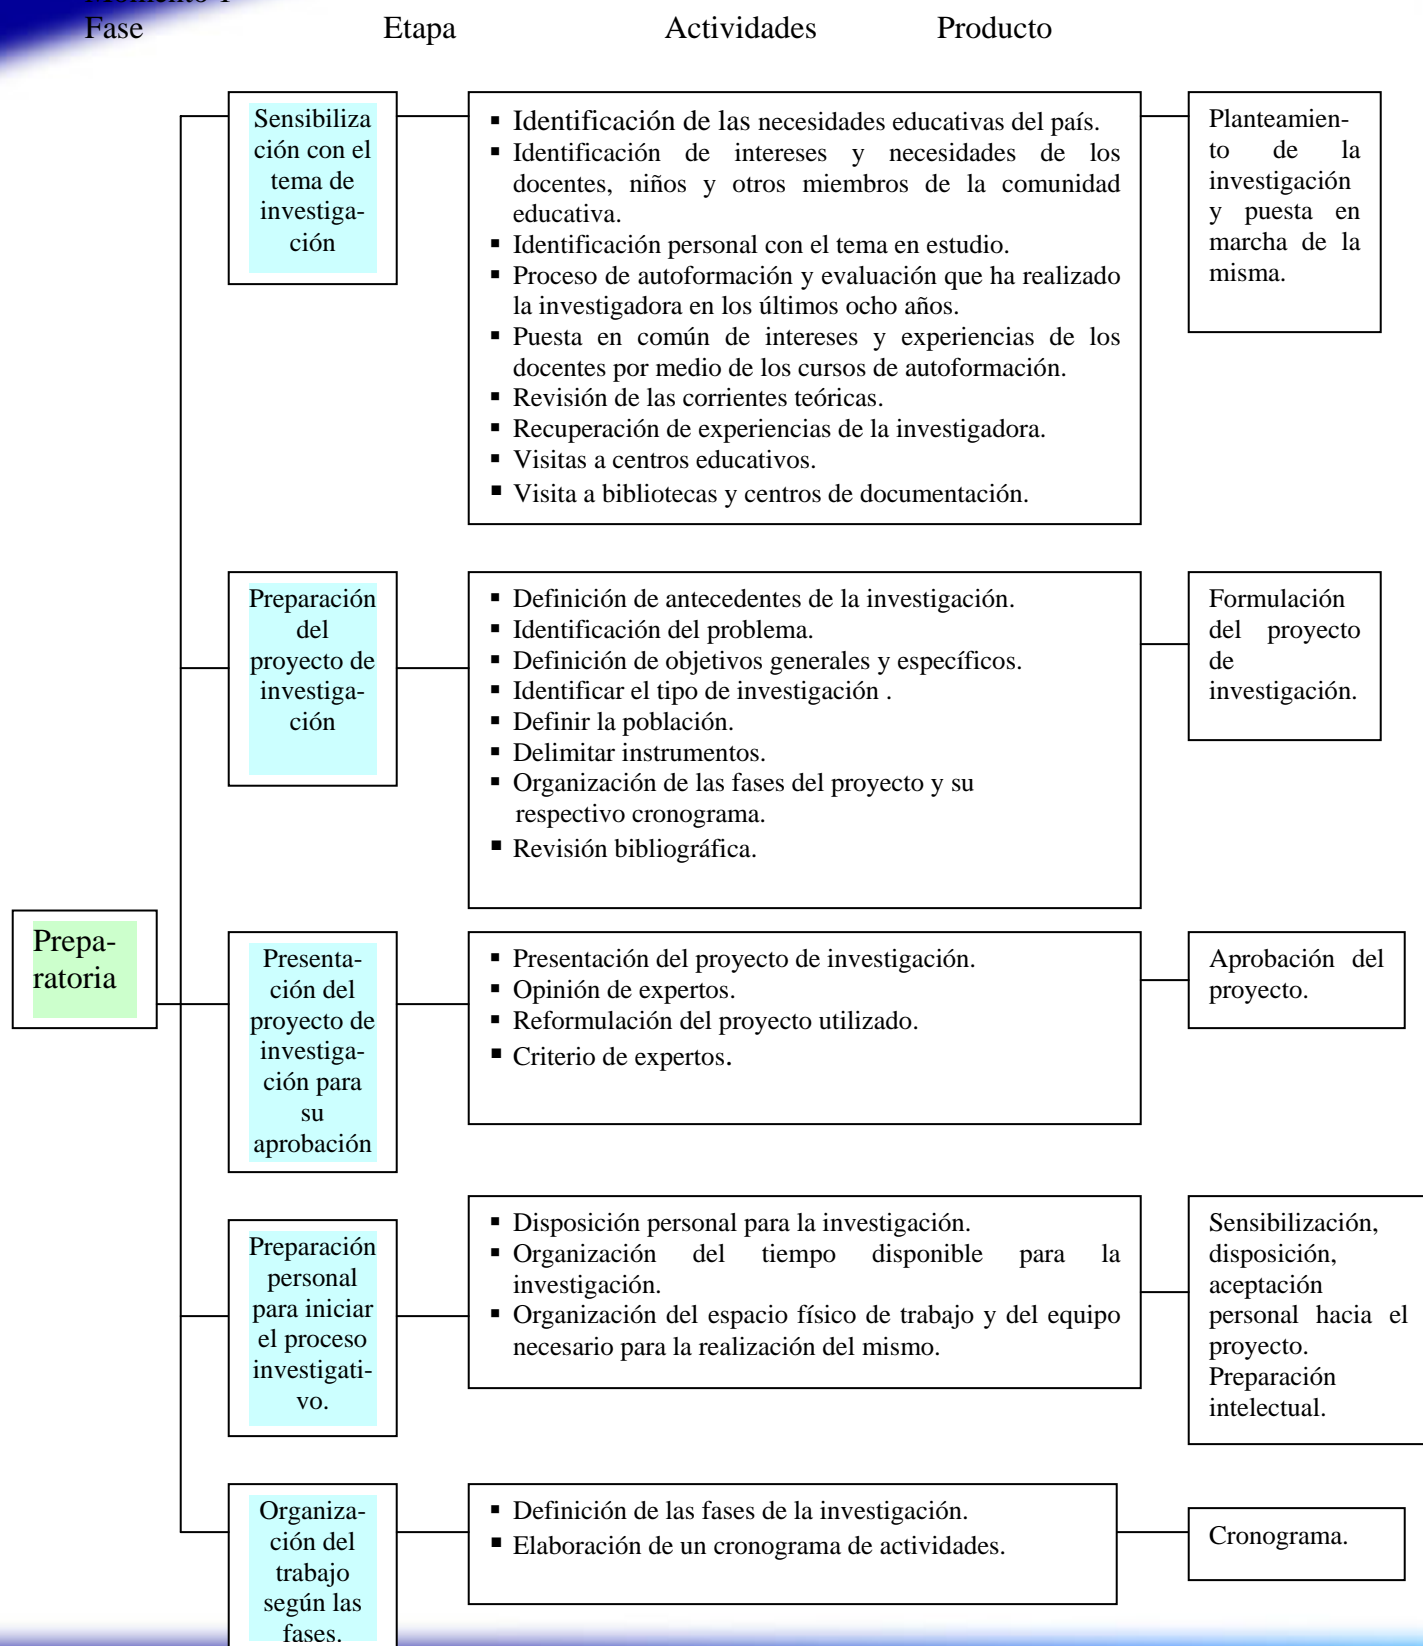 Momento 1
Fase Etapa Actividades Producto
Sensibiliza
ción con el
tema de
investiga-
ción
▪ Identificación de las necesidades educativas del país.
▪ Identificación de intereses y necesidades de los
docentes, niños y otros miembros de la comunidad
educativa.
▪ Identificación personal con el tema en estudio.
▪ Proceso de autoformación y evaluación que ha realizado
la investigadora en los últimos ocho años.
▪ Puesta en común de intereses y experiencias de los
docentes por medio de los cursos de autoformación.
▪ Revisión de las corrientes teóricas.
▪ Recuperación de experiencias de la investigadora.
▪ Visitas a centros educativos.
▪ Visita a bibliotecas y centros de documentación.
Planteamien-
to de la
investigación
y puesta en
marcha de la
misma.
Preparación
del
proyecto de
investiga-
ción
▪ Definición de antecedentes de la investigación.
▪ Identificación del problema.
▪ Definición de objetivos generales y específicos.
▪ Identificar el tipo de investigación .
▪ Definir la población.
▪ Delimitar instrumentos.
▪ Organización de las fases del proyecto y su
respectivo cronograma.
▪ Revisión bibliográfica.
Formulación
del proyecto
de
investigación.
Prepa-
ratoria
Presenta-
ción del
proyecto de
investiga-
ción para
su
aprobación
▪ Presentación del proyecto de investigación.
▪ Opinión de expertos.
▪ Reformulación del proyecto utilizado.
▪ Criterio de expertos.
Aprobación del
proyecto.
Preparación
personal
para iniciar
el proceso
investigati-
vo.
▪ Disposición personal para la investigación.
▪ Organización del tiempo disponible para la
investigación.
▪ Organización del espacio físico de trabajo y del equipo
necesario para la realización del mismo.
Sensibilización,
disposición,
aceptación
personal hacia el
proyecto.
Preparación
intelectual.
Organiza-
ción del
trabajo
según las
fases.
▪ Definición de las fases de la investigación.
▪ Elaboración de un cronograma de actividades.
Cronograma.